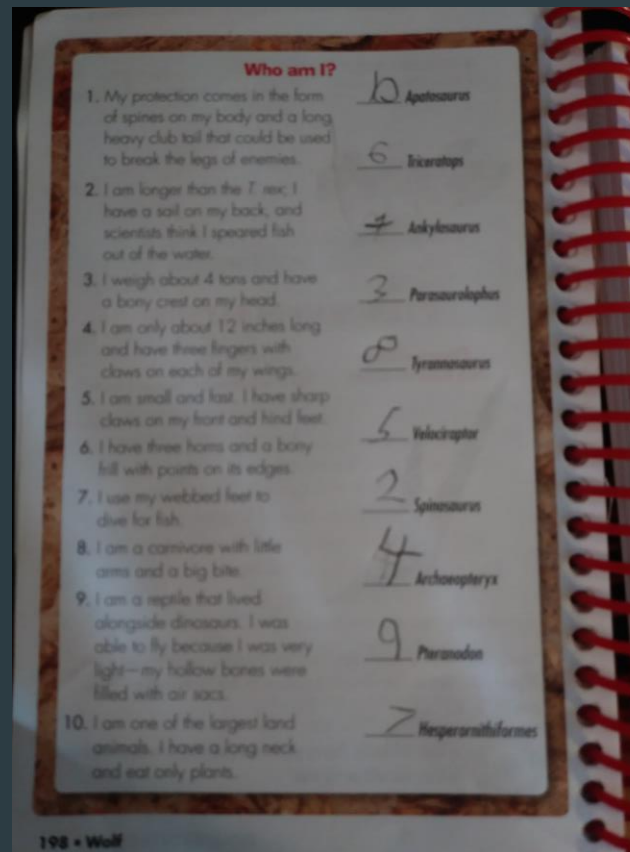 Who am I?
1. My protection comes in the form
of spines on my body and a long
heavy club tail that could be used
to break the legs of enemies.
2. I am longer than the T. rex; I
have a sail on my back, and
scientists think I speared fish
out of the water.
3. I weigh about 4 tons and have
a bony crest on my head.
4. I am only about 12 inches long
and have three fingers with
claws on each of my wings.
5. I am small and fast. I have sharp
claws on my front and hind feet.
6. I have three horns and a bony
frill with points on its edges.
7. I use my webbed feet to
dive for fish.
8. I am a carnivore with little
arms and a big bite.
9. I am a reptile that lived
alongside dinosaurs. I was
able to fly because I was very
light—my hollow bones were
filled with air sacs.
10. I am one of the largest land
animals. I have a long neck
and eat only plants.
10 Apatosaurus
6 Triceratops
Ankylosaurus
3 Parasaurolophus
8 Tyrannosaurus
5 Velociraptor
2 Spinosaurus
4 Archaeopteryx
9 Pteranodon
7 Hesperornithiformes
198 • Wolf